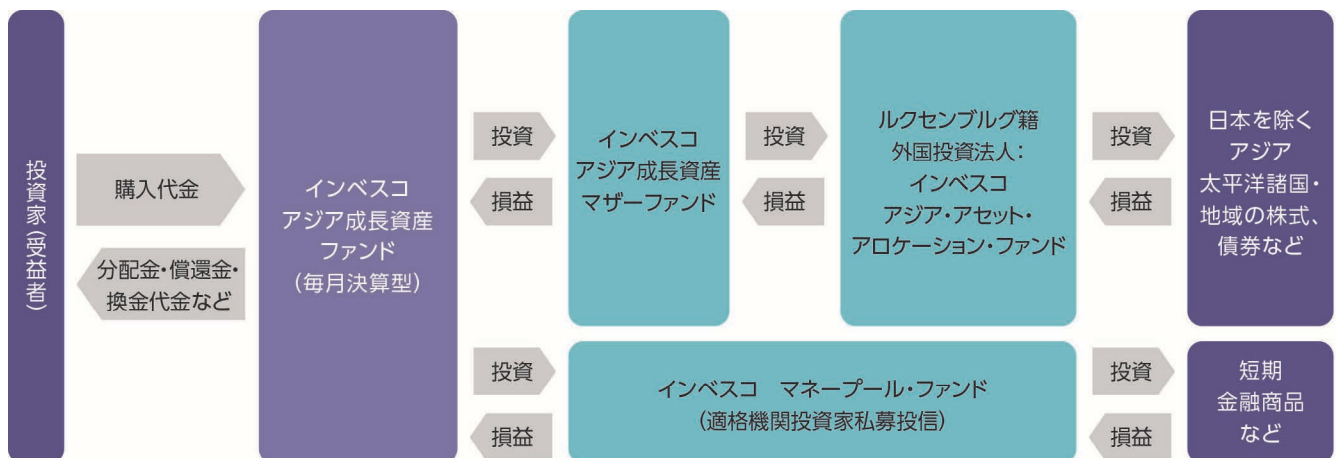 投資家(受益者)
購入代金
分配金・償還金・
換金代金など
インベスコ
アジア成長資産
ファンド
(毎月決算型)
投資
損益
インベスコ
アジア成長資産
マザーファンド
投資
損益
ルクセンブルグ籍
外国投資法人:
インベスコ
アジア・アセット・
アロケーション・ファンド
投資
損益
日本を除く
アジア
太平洋諸国・
地域の株式、
債券など
投資
損益
インベスコ マネープール・ファンド
(適格機関投資家私募投信)
投資
損益
短期
金融商品
など